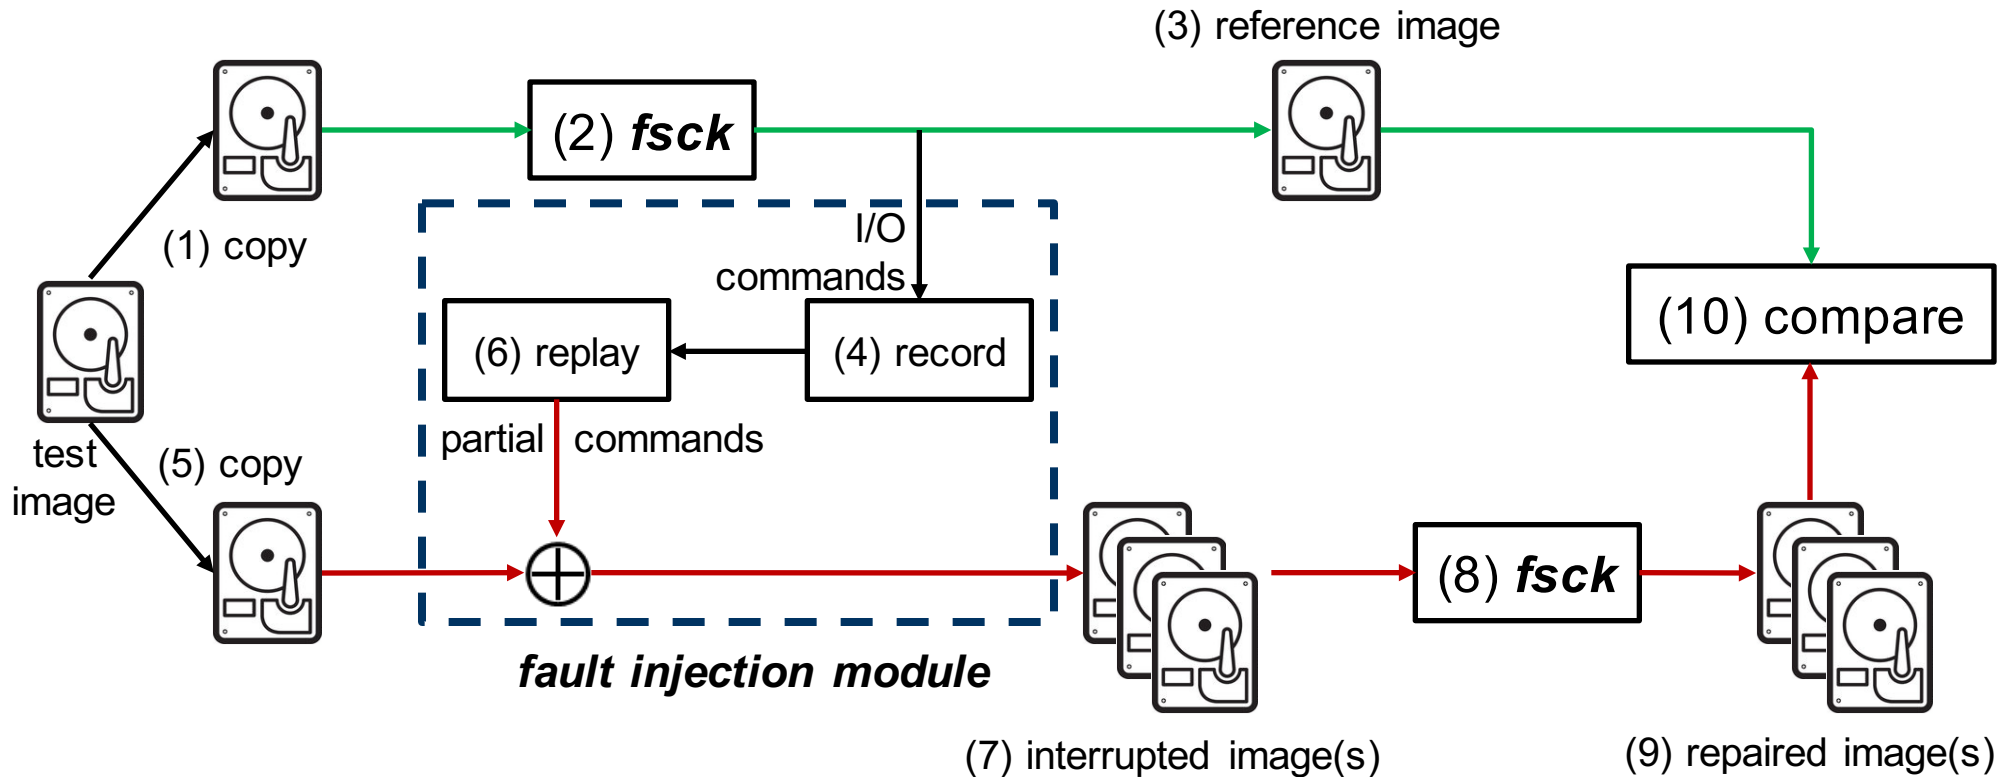 (3) reference image
(2) fsck
(1) copy
I/O
commands
(10) compare
(6) replay
(4) record
partial commands
test
image
(5) copy
(8) fsck
fault injection module
(7) interrupted image(s)
(9) repaired image(s)